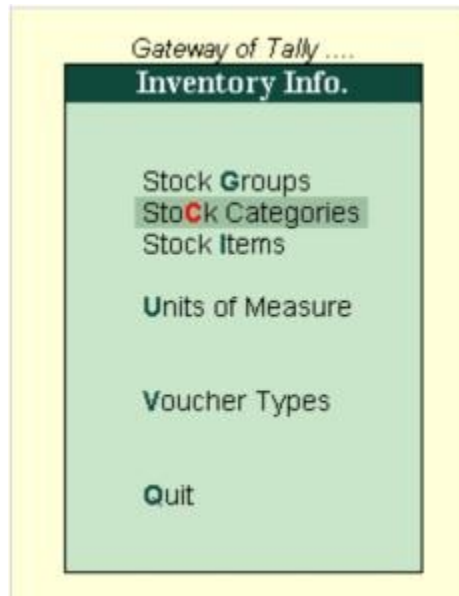 Gateway of Tally ....
Inventory Info.
Stock Groups
StoCk Categories
Stock Items
Units of Measure
Voucher Types
Quit